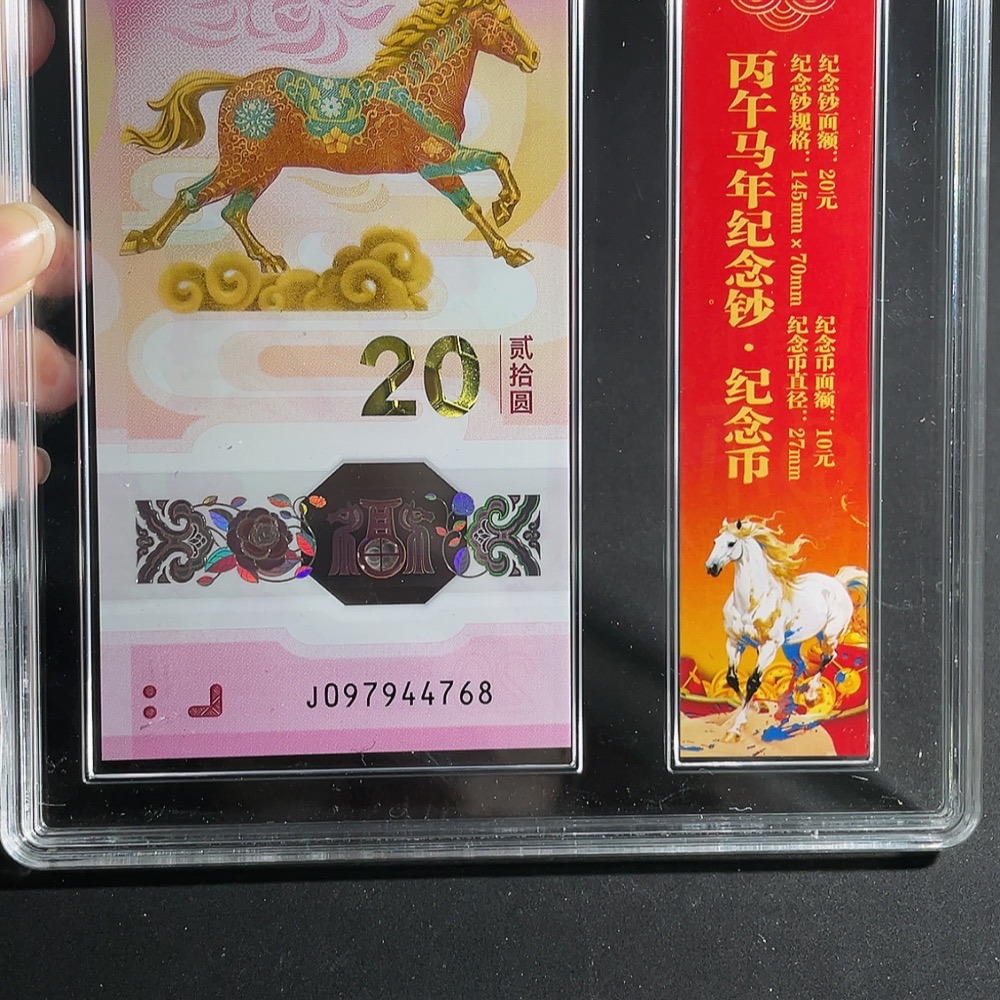 20
贰拾圆
J097944768
丙午马年纪念钞·纪念币
纪念钞面额：20元
纪念钞规格：145mm×70mm
纪念币面额：10元
纪念币直径：27mm